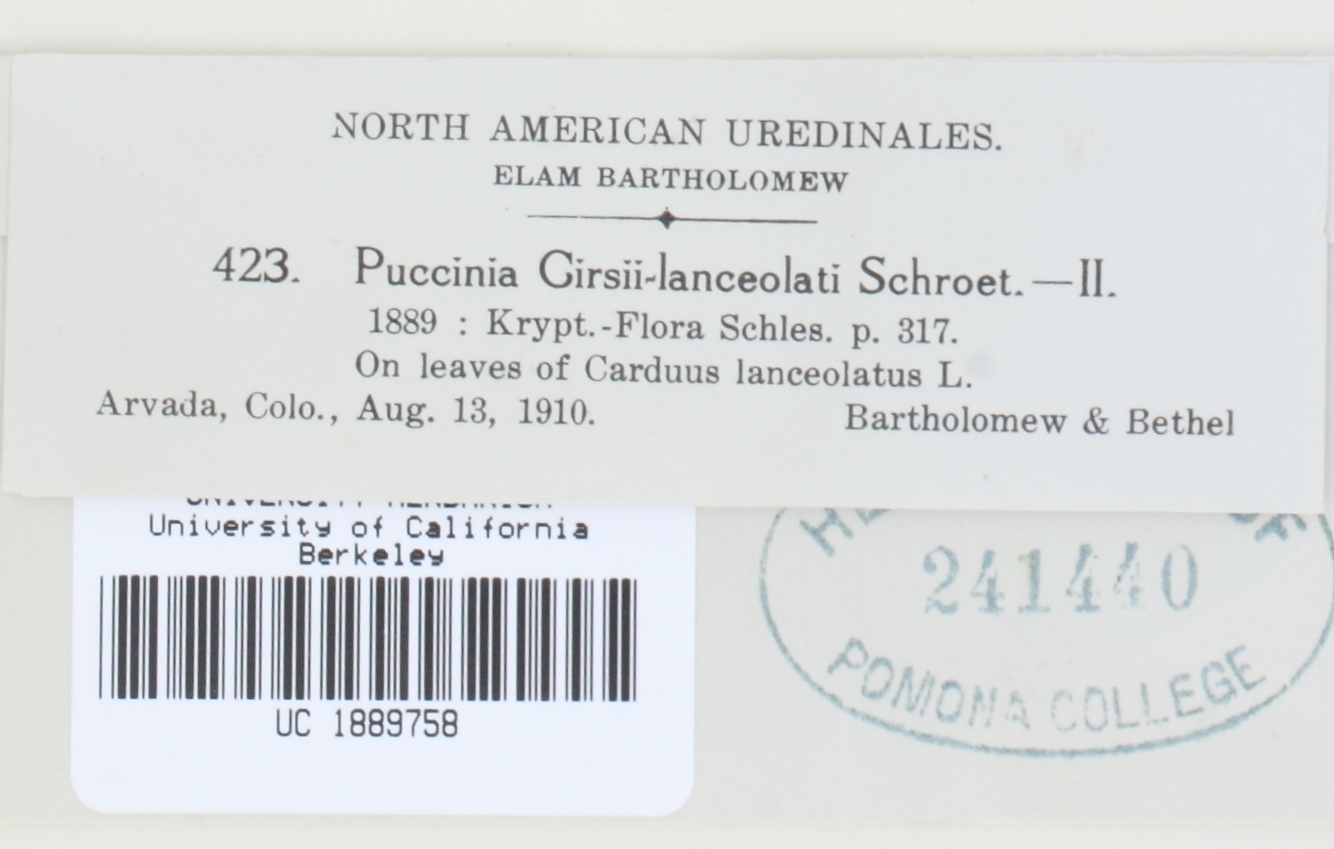 NORTH AMERICAN UREDINALES.
ELAM BARTHOLOMEW
423. Puccinia Cirsii-lanceolati Schroet.—II.
1889 : Krypt.-Flora Schles. p. 317.
On leaves of Carduus lanceolatus L.
Arvada, Colo., Aug. 13, 1910. Bartholomew & Bethel
University of California
Berkeley
UC 1889758
OF
241440
POMONA COLLEGE